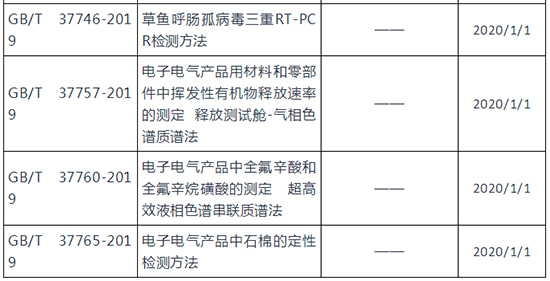 GB/T 37746-201
9
草鱼呼肠孤病毒三重RT-PC
R检测方法
——
2020/1/1
GB/T 37757-201
9
电子电气产品用材料和零部
件中挥发性有机物释放速率
的测定 释放测试舱-气相色
谱质谱法
——
2020/1/1
GB/T 37760-201
9
电子电气产品中全氟辛酸和
全氟辛烷磺酸的测定 超高
效液相色谱串联质谱法
——
2020/1/1
GB/T 37765-201
9
电子电气产品中石棉的定性
检测方法
——
2020/1/1